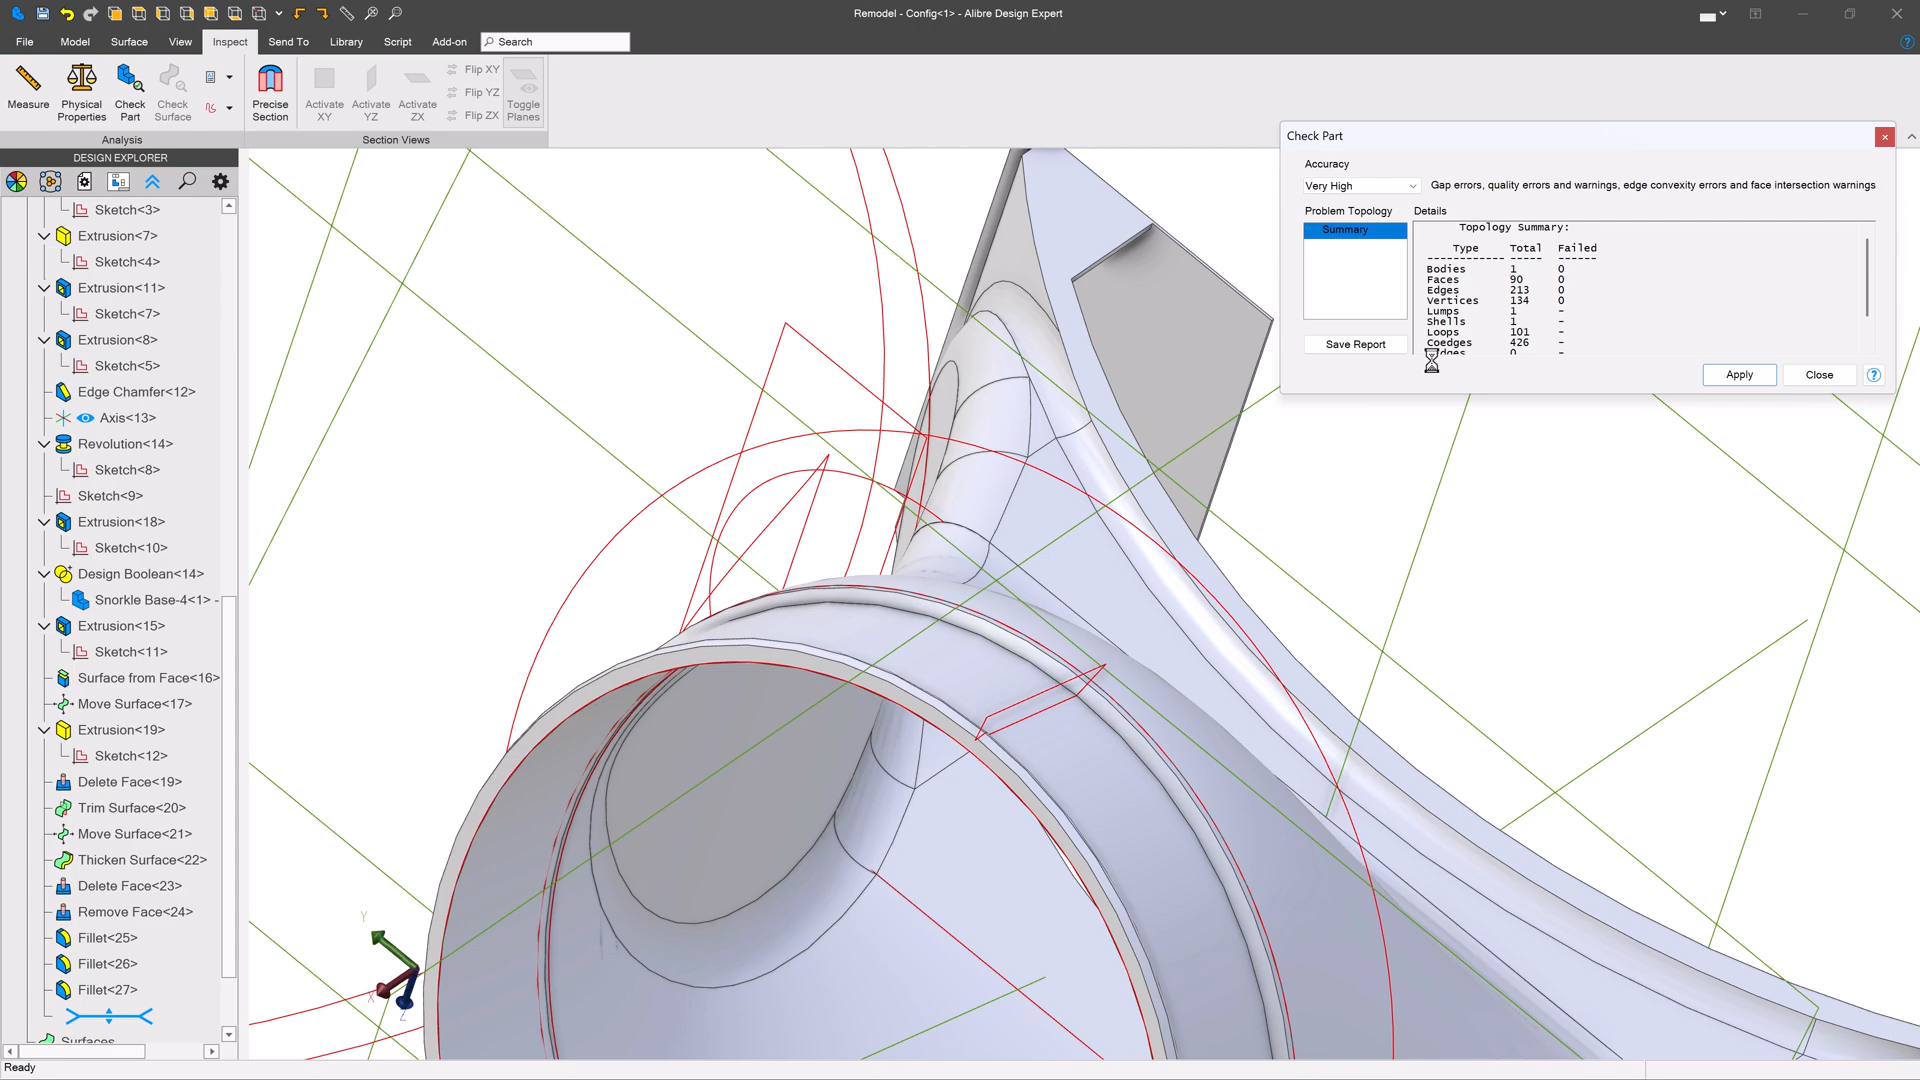 Remodel - Config<1> - Alibre Design Expert
File Model Surface View Inspect Send To Library Script Add-on Search
Measure
Physical Properties
Check Part
Check Surface
Precise Section
Activate XY
Activate YZ
Activate ZX
Flip XY
Flip YZ
Flip ZX
Toggle Planes
Analysis
Section Views
DESIGN EXPLORER
Sketch<3>
Extrusion<7>
Sketch<4>
Extrusion<11>
Sketch<7>
Extrusion<8>
Sketch<5>
Edge Chamfer<12>
Axis<13>
Revolution<14>
Sketch<8>
Sketch<9>
Extrusion<18>
Sketch<10>
Design Boolean<14>
Snorkle Base-4<1> -
Extrusion<15>
Sketch<11>
Surface from Face<16>
Move Surface<17>
Extrusion<19>
Sketch<12>
Delete Face<19>
Trim Surface<20>
Move Surface<21>
Thicken Surface<22>
Delete Face<23>
Remove Face<24>
Fillet<25>
Fillet<26>
Fillet<27>
Surfaces
Ready
Y
X
Z
Check Part
Accuracy
Very High Gap errors, quality errors and warnings, edge convexity errors and face intersection warnings
Problem Topology Details
Summary
Topology Summary:
Type Total Failed
Bodies 1 0
Faces 90 0
Edges 213 0
Vertices 134 0
Lumps 1 -
Shells 1 -
Loops 101 -
Coedges 426 -
Save Report
Apply Close